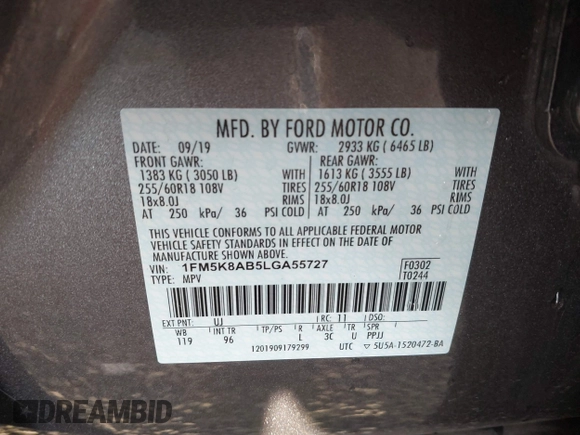 MFD. BY FORD MOTOR CO.
DATE: 09/19 GVWR: 2933 KG ( 6465 LB)
FRONT GAWR: REAR GAWR:
1383 KG ( 3050 LB) WITH 1613 KG ( 3555 LB) WITH
255/60R18 108V TIRES 255/60R18 108V TIRES
18x8.0J RIMS 18x8.0J RIMS
AT 250 kPa/ 36 PSI COLD AT 250 kPa/ 36 PSI COLD
THIS VEHICLE CONFORMS TO ALL APPLICABLE FEDERAL MOTOR
VEHICLE SAFETY STANDARDS IN EFFECT ON THE DATE OF
MANUFACTURE SHOWN ABOVE.
VIN: 1FM5K8AB5LGA55727 F0302
TYPE: MPV T0244
EXT PNT: UJ RC: 11 DSO:
WB INT TR TP/PS R AXLE TR SPR
119 96 L 3C U PPJJ
1201909179299 UTC ▽ 5U5A-1520472-BA
DREAMBID